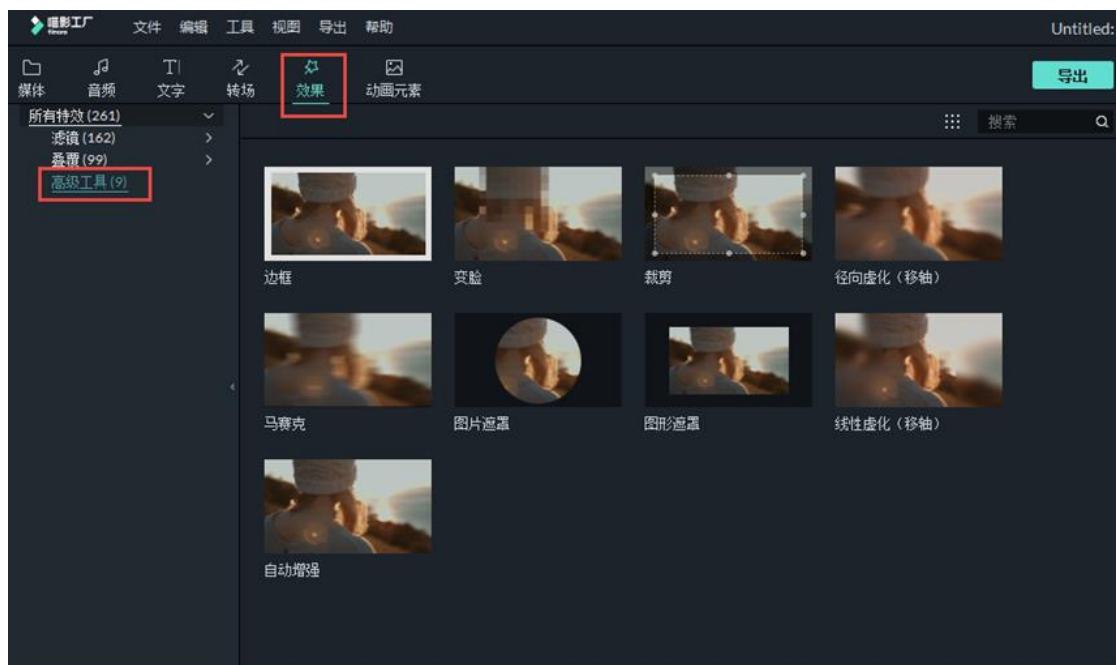 喵影工厂 文件 编辑 工具 视图 导出 帮助 Untitled:
filmora
媒体 音频 文字 转场 效果 动画元素 导出
所有特效 (261) 搜索
滤镜 (162)
叠覆 (99)
高级工具 (9)
边框 变脸 裁剪 径向虚化（移轴）
马赛克 图片遮罩 图形遮罩 线性虚化（移轴）
自动增强